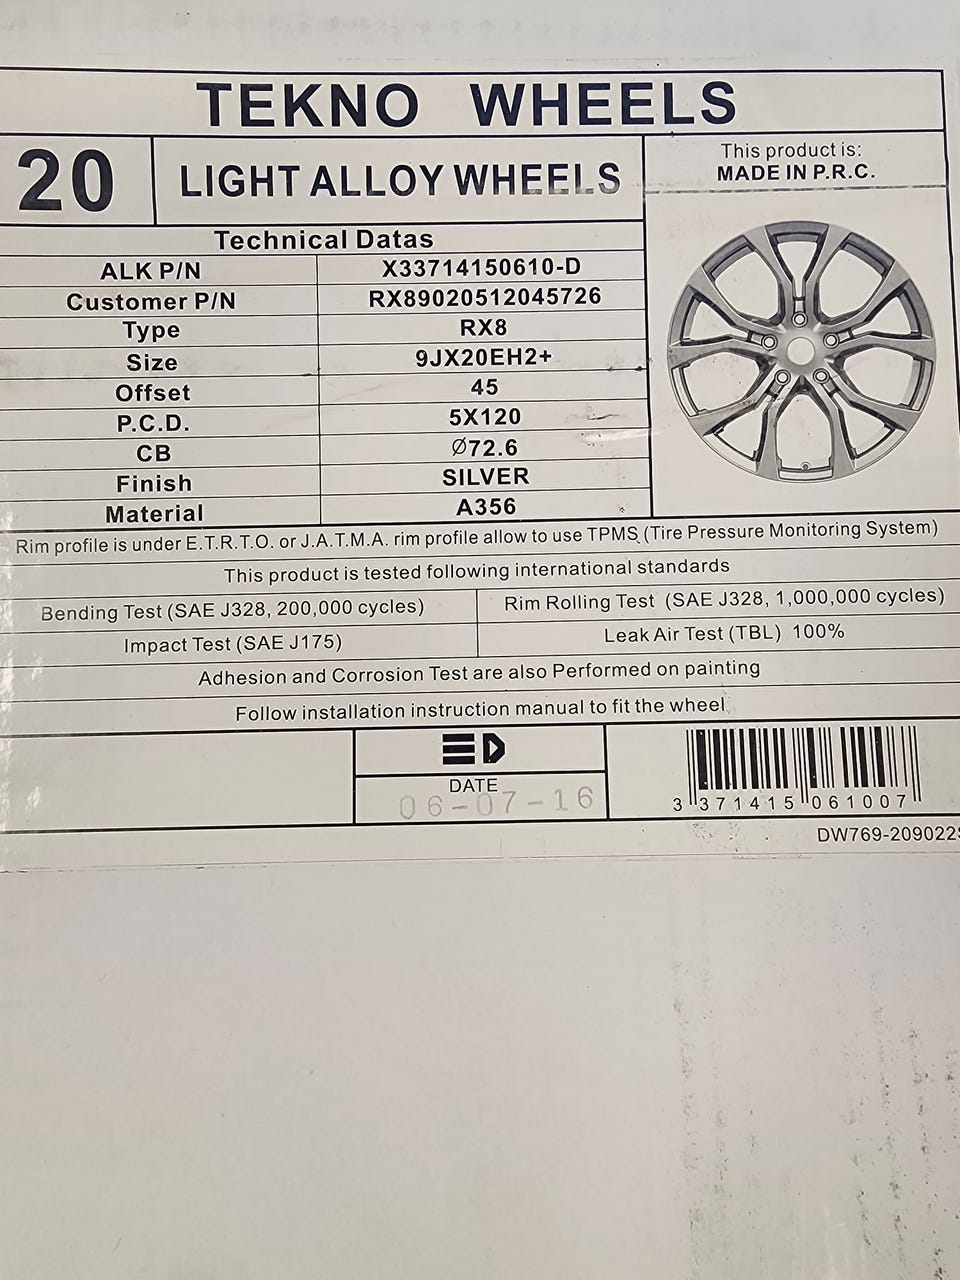 TEKNO WHEELS
20
LIGHT ALLOY WHEELS
This product is:
MADE IN P.R.C.
Technical Datas
ALK P/N X33714150610-D
Customer P/N RX89020512045726
Type RX8
Size 9JX20EH2+
Offset 45
P.C.D. 5X120
CB Ø72.6
Finish SILVER
Material A356
Rim profile is under E.T.R.T.O. or J.A.T.M.A. rim profile allow to use TPMS (Tire Pressure Monitoring System)
This product is tested following international standards
Bending Test (SAE J328, 200,000 cycles) Rim Rolling Test (SAE J328, 1,000,000 cycles)
Impact Test (SAE J175) Leak Air Test (TBL) 100%
Adhesion and Corrosion Test are also Performed on painting
Follow installation instruction manual to fit the wheel
DATE
06-07-16
3 371415 061007
DW769-209022